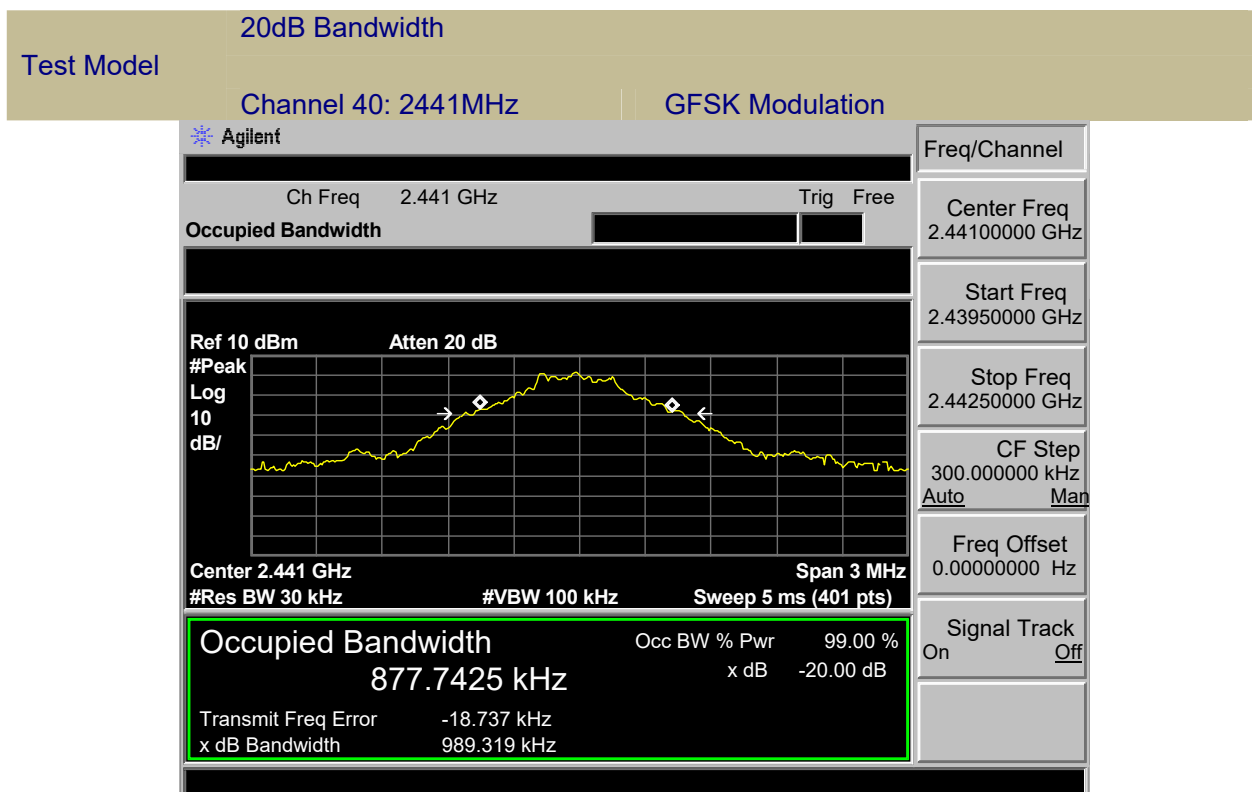 20dB Bandwidth
Test Model
Channel 40: 2441MHz GFSK Modulation
Agilent
Freq/Channel
Ch Freq 2.441 GHz Trig Free
Occupied Bandwidth
Center Freq
2.44100000 GHz
Start Freq
2.43950000 GHz
Ref 10 dBm Atten 20 dB
#Peak
Log
10
dB/
Stop Freq
2.44250000 GHz
CF Step
300.000000 kHz
Auto Man
Freq Offset
0.00000000 Hz
Center 2.441 GHz Span 3 MHz
#Res BW 30 kHz #VBW 100 kHz Sweep 5 ms (401 pts)
Signal Track
On Off
Occupied Bandwidth Occ BW % Pwr 99.00 %
877.7425 kHz x dB -20.00 dB
Transmit Freq Error -18.737 kHz
x dB Bandwidth 989.319 kHz